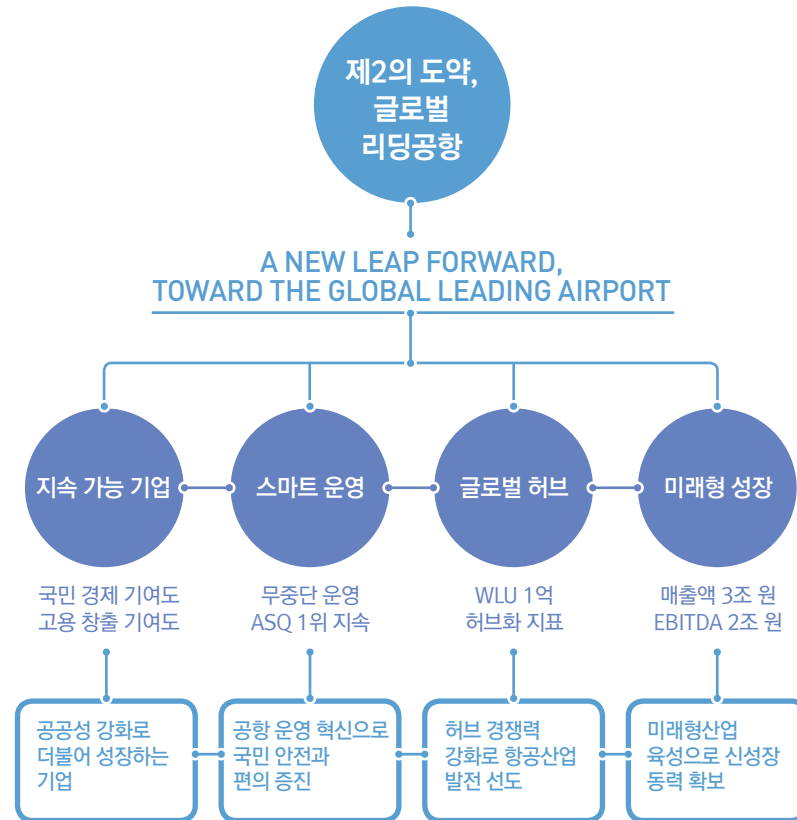 제2의 도약,
글로벌
리딩공항
A NEW LEAP FORWARD,
TOWARD THE GLOBAL LEADING AIRPORT
지속 가능 기업
스마트 운영
글로벌 허브
미래형 성장
국민 경제 기여도
고용 창출 기여도
무중단 운영
ASQ 1위 지속
WLU 1억
허브화 지표
매출액 3조 원
EBITDA 2조 원
공공성 강화로
더불어 성장하는
기업
공항 운영 혁신으로
국민 안전과
편의 증진
허브 경쟁력
강화로 항공산업
발전 선도
미래형산업
육성으로 신성장
동력 확보